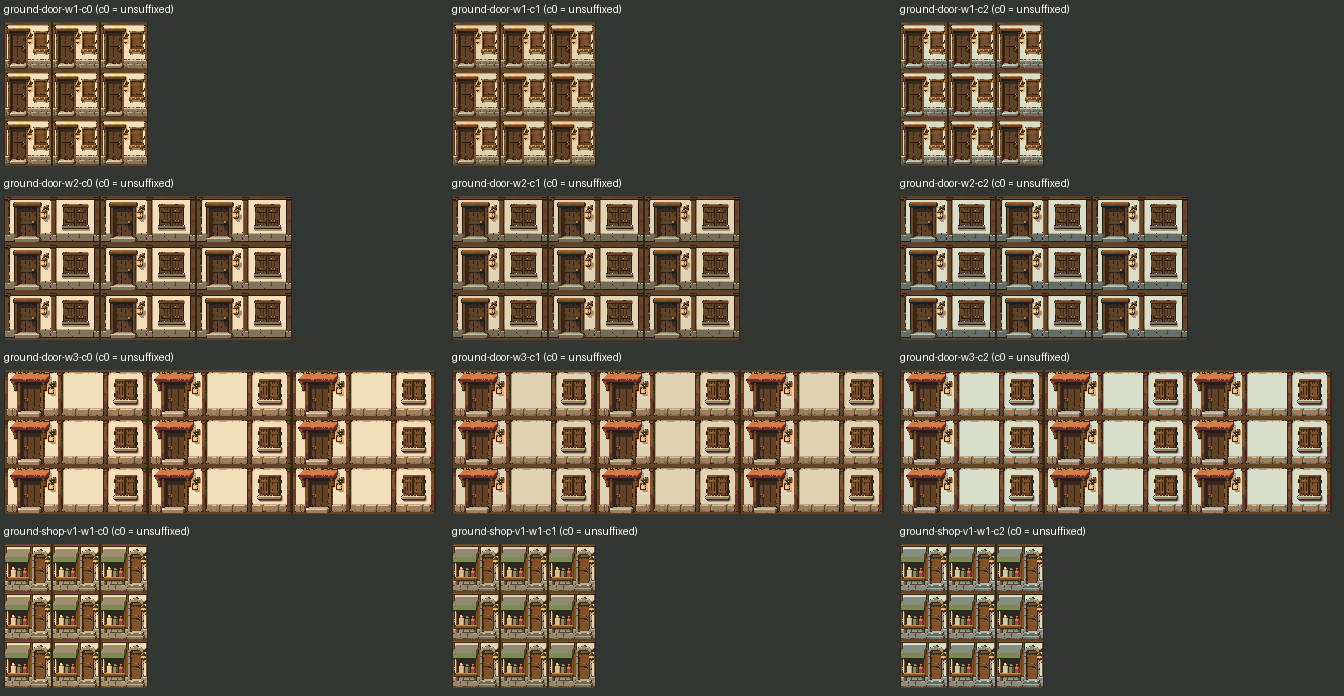 ground-door-w1-c0 (c0 = unsuffixed)
ground-door-w1-c1 (c0 = unsuffixed)
ground-door-w1-c2 (c0 = unsuffixed)
ground-door-w2-c0 (c0 = unsuffixed)
ground-door-w2-c1 (c0 = unsuffixed)
ground-door-w2-c2 (c0 = unsuffixed)
ground-door-w3-c0 (c0 = unsuffixed)
ground-door-w3-c1 (c0 = unsuffixed)
ground-door-w3-c2 (c0 = unsuffixed)
ground-shop-v1-w1-c0 (c0 = unsuffixed)
ground-shop-v1-w1-c1 (c0 = unsuffixed)
ground-shop-v1-w1-c2 (c0 = unsuffixed)